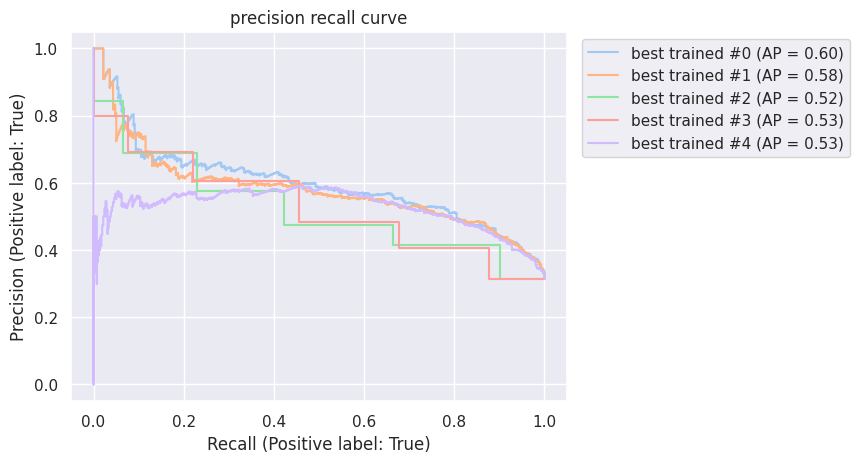 precision recall curve
1.0
0.8
0.6
0.4
0.2
0.0
Precision (Positive label: True)
0.0 0.2 0.4 0.6 0.8 1.0
Recall (Positive label: True)
best trained #0 (AP = 0.60)
best trained #1 (AP = 0.58)
best trained #2 (AP = 0.52)
best trained #3 (AP = 0.53)
best trained #4 (AP = 0.53)